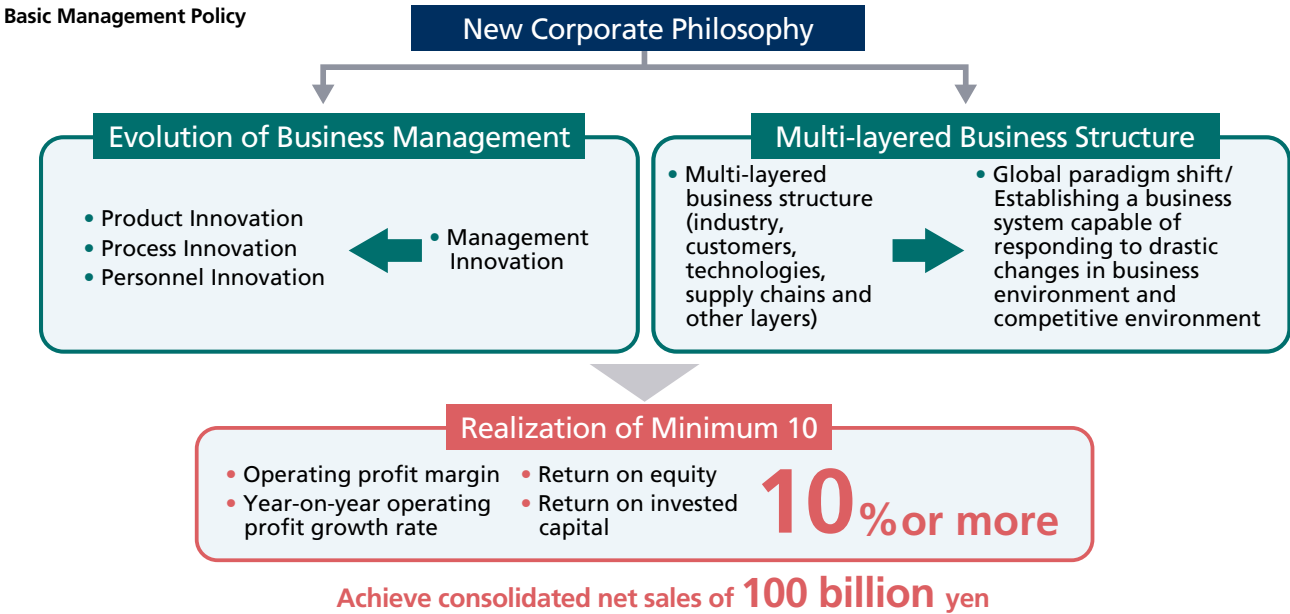 Basic Management Policy
New Corporate Philosophy
Evolution of Business Management
• Product Innovation
• Process Innovation
• Personnel Innovation
• Management
Innovation
Multi-layered Business Structure
• Multi-layered
business structure
(industry,
customers,
technologies,
supply chains and
other layers)
• Global paradigm shift/
Establishing a business
system capable of
responding to drastic
changes in business
environment and
competitive environment
Realization of Minimum 10
• Operating profit margin
• Year-on-year operating
profit growth rate
• Return on equity
• Return on invested
capital
10% or more
Achieve consolidated net sales of 100 billion yen